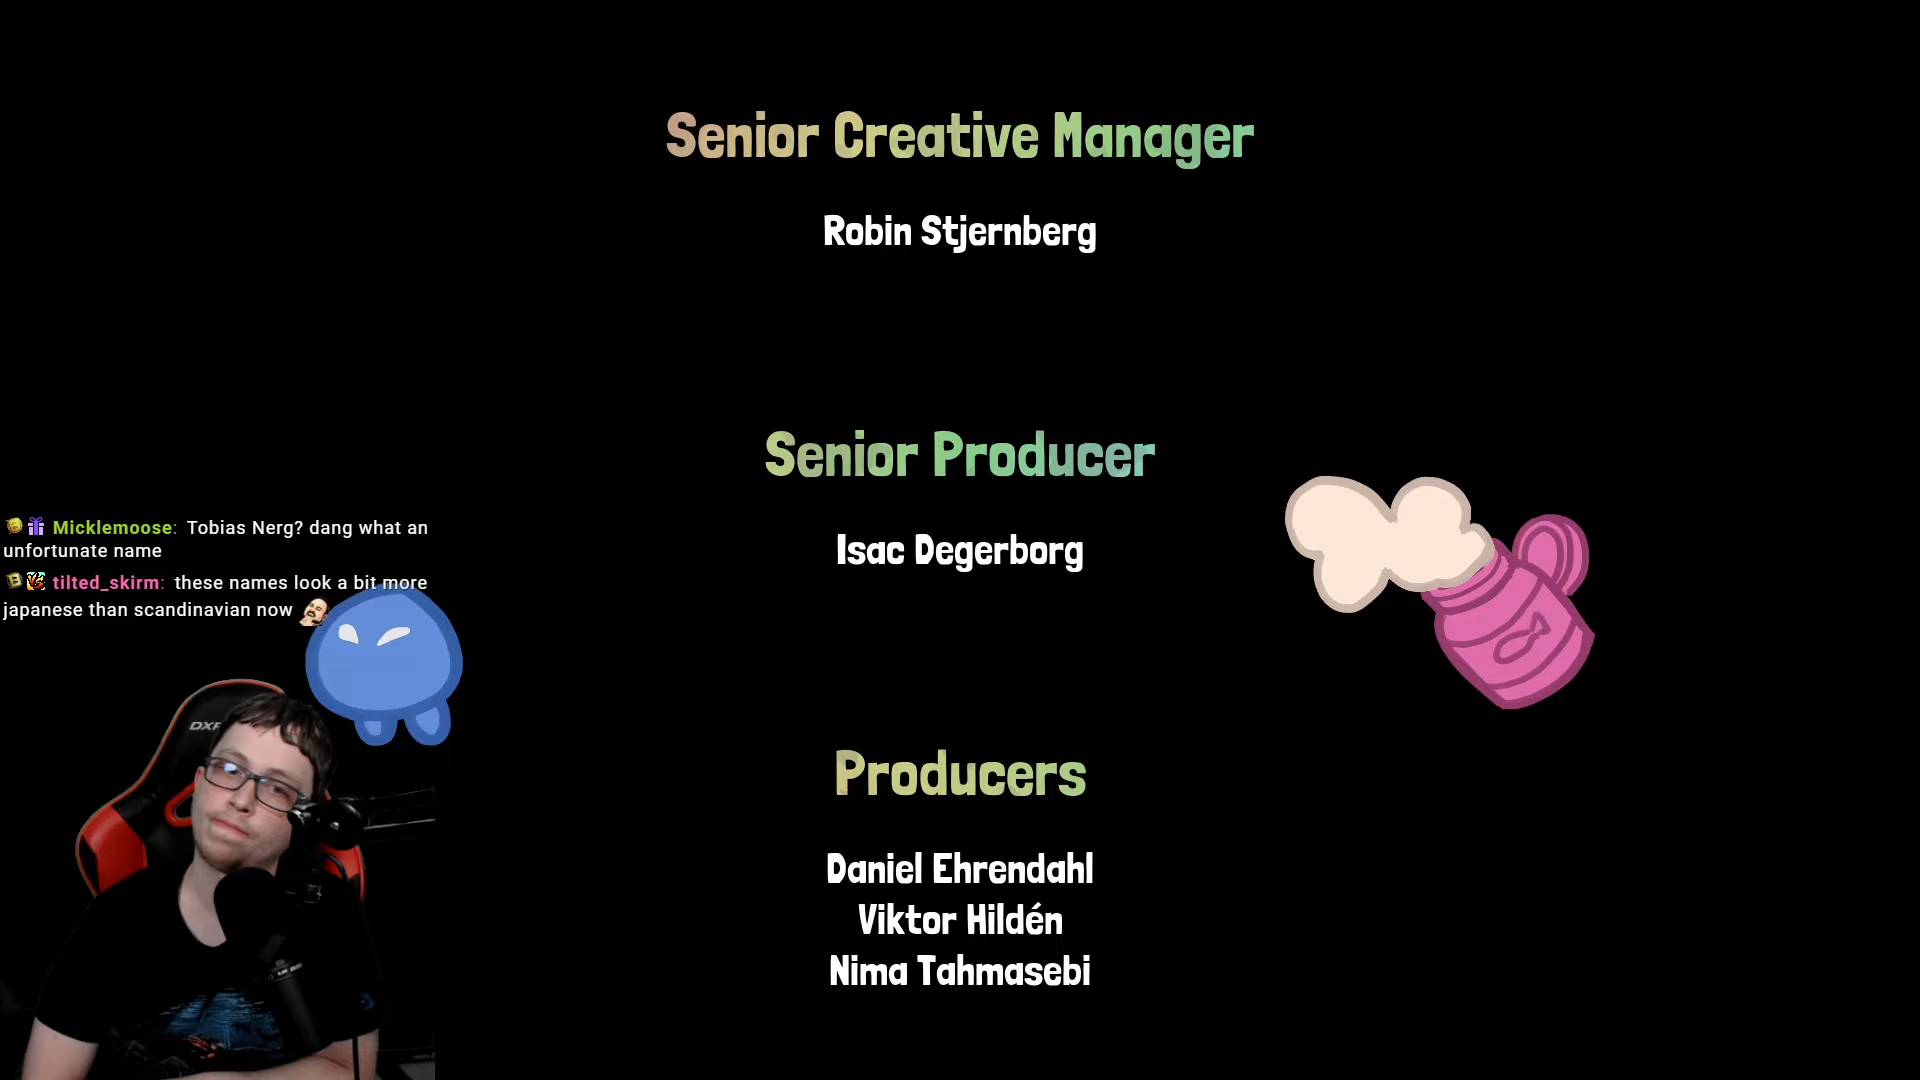 Senior Creative Manager
Robin Stjernberg
Senior Producer
Isac Degerborg
Producers
Daniel Ehrendahl
Viktor Hildén
Nima Tahmasebi
Micklemoose: Tobias Nerg? dang what an
unfortunate name
tilted_skirm: these names look a bit more
japanese than scandinavian now